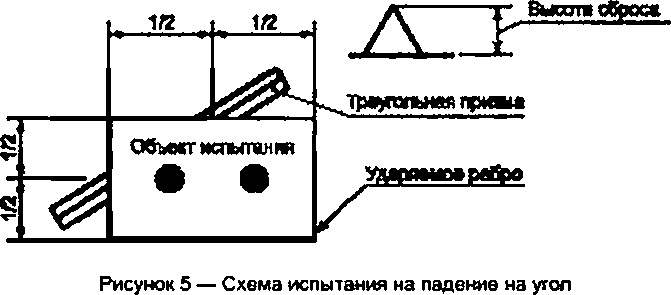 1/2 1/2 Высота сброса
Треугольная призма
1/2
Объект испытания
Ударяемое ребро
1/2
Рисунок 5 — Схема испытания на падение на угол